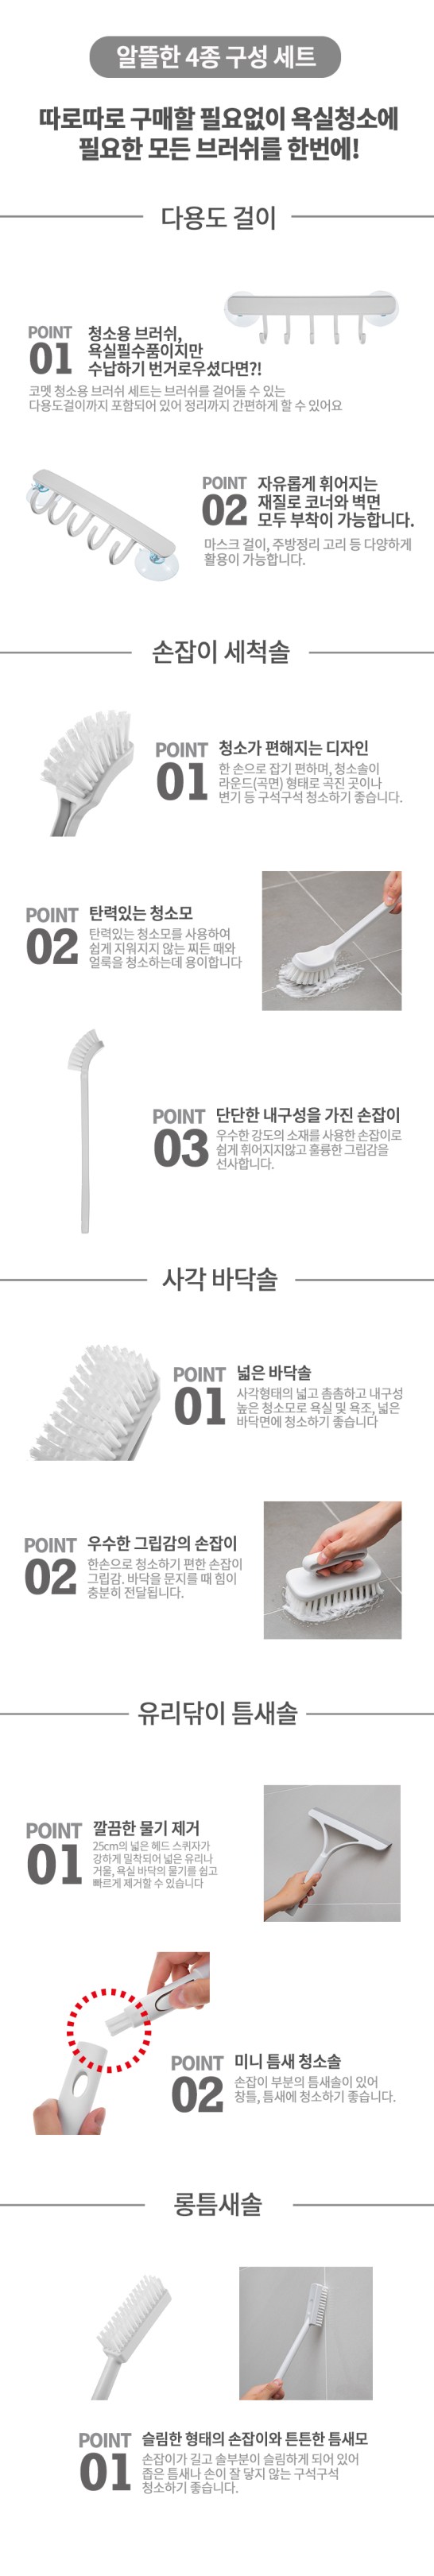 알뜰한 4종 구성 세트
따로따로 구매할 필요없이 욕실청소에
필요한 모든 브러쉬를 한번에!
다용도 걸이
POINT
01
청소용 브러쉬,
욕실필수품이지만
수납하기 번거로우셨다면?!
코멧 청소용 브러쉬 세트는 브러쉬를 걸어둘 수 있는
다용도걸이까지 포함되어 있어 정리까지 간편하게 할 수 있어요
POINT
02
자유롭게 휘어지는
재질로 코너와 벽면
모두 부착이 가능합니다.
마스크 걸이, 주방정리 고리 등 다양하게
활용이 가능합니다.
손잡이 세척솔
POINT
01
청소가 편해지는 디자인
한 손으로 잡기 편하며, 청소솔이
라운드(곡면) 형태로 곡진 곳이나
변기 등 구석구석 청소하기 좋습니다.
POINT
02
탄력있는 청소모
탄력있는 청소모를 사용하여
쉽게 지워지지 않는 찌든 때와
얼룩을 청소하는데 용이합니다
POINT
03
단단한 내구성을 가진 손잡이
우수한 강도의 소재를 사용한 손잡이로
쉽게 휘어지지않고 훌륭한 그립감을
선사합니다.
사각 바닥솔
POINT
01
넓은 바닥솔
사각형태의 넓고 촘촘하고 내구성
높은 청소모로 욕실 및 욕조, 넓은
바닥면에 청소하기 좋습니다
POINT
02
우수한 그립감의 손잡이
한손으로 청소하기 편한 손잡이
그립감. 바닥을 문지를 때 힘이
충분히 전달됩니다.
유리닦이 틈새솔
POINT
01
깔끔한 물기 제거
25cm의 넓은 헤드 스퀴자가
강하게 밀착되어 넓은 유리나
거울, 욕실 바닥의 물기를 쉽고
빠르게 제거할 수 있습니다
POINT
02
미니 틈새 청소솔
손잡이 부분의 틈새솔이 있어
창틀, 틈새에 청소하기 좋습니다.
롱틈새솔
POINT
01
슬림한 형태의 손잡이와 튼튼한 틈새모
손잡이가 길고 솔부분이 슬림하게 되어 있어
좁은 틈새나 손이 잘 닿지 않는 구석구석
청소하기 좋습니다.